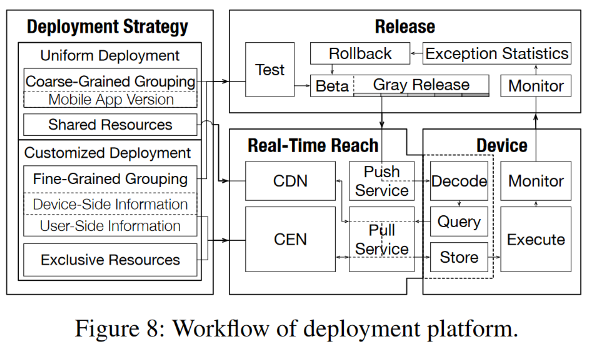 Deployment Strategy
Uniform Deployment
Coarse-Grained Grouping
Mobile App Version
Shared Resources
Customized Deployment
Fine-Grained Grouping
Device-Side Information
User-Side Information
Exclusive Resources
Release
Test
Rollback
Exception Statistics
Beta
Gray Release
Monitor
Real-Time Reach
CDN
CEN
Push
Service
Pull
Service
Device
Decode
Query
Store
Monitor
Execute
Figure 8: Workflow of deployment platform.